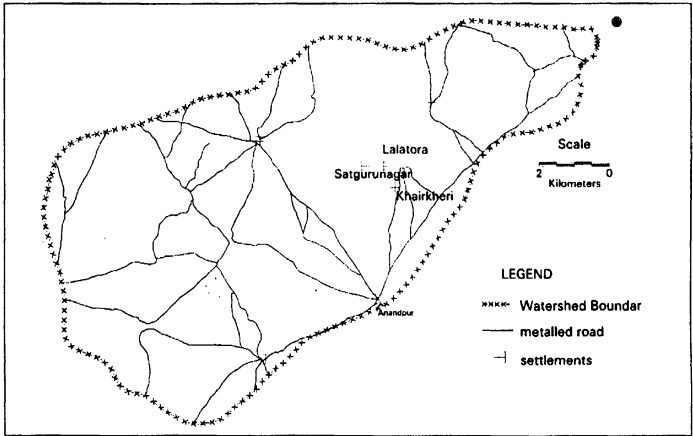 Lalatora
Satgurunagar
Khairkheri
Anandpur
Scale
2 0
Kilometers
LEGEND
Watershed Boundar
metalled road
settlements